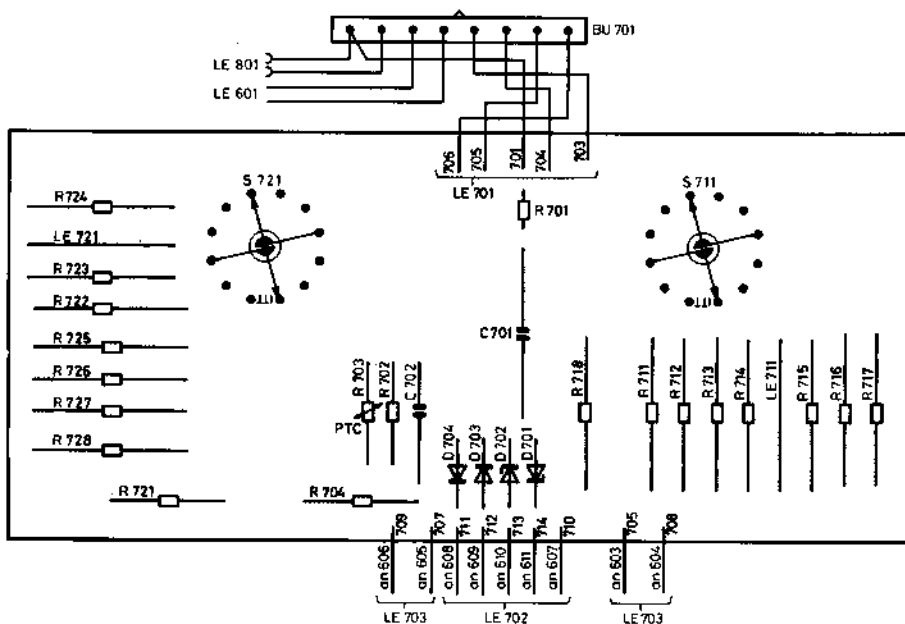 BU 701
LE 801
LE 601
706
705
701
704
703
LE 701
S 721
S 711
R 724
R 701
LE 721
R 723
R 722
C 701
R 725
R 726
R 727
R 728
R 721
R 703
R 702
C 702
PTC
R 704
D 704
D 703
D 702
D 701
R 718
R 711
R 712
R 713
R 714
LE 711
R 715
R 716
R 717
709
707
711
712
713
714
710
705
708
an 606
an 605
an 608
an 609
an 610
an 611
an 607
an 603
an 604
LE 703
LE 702
LE 703